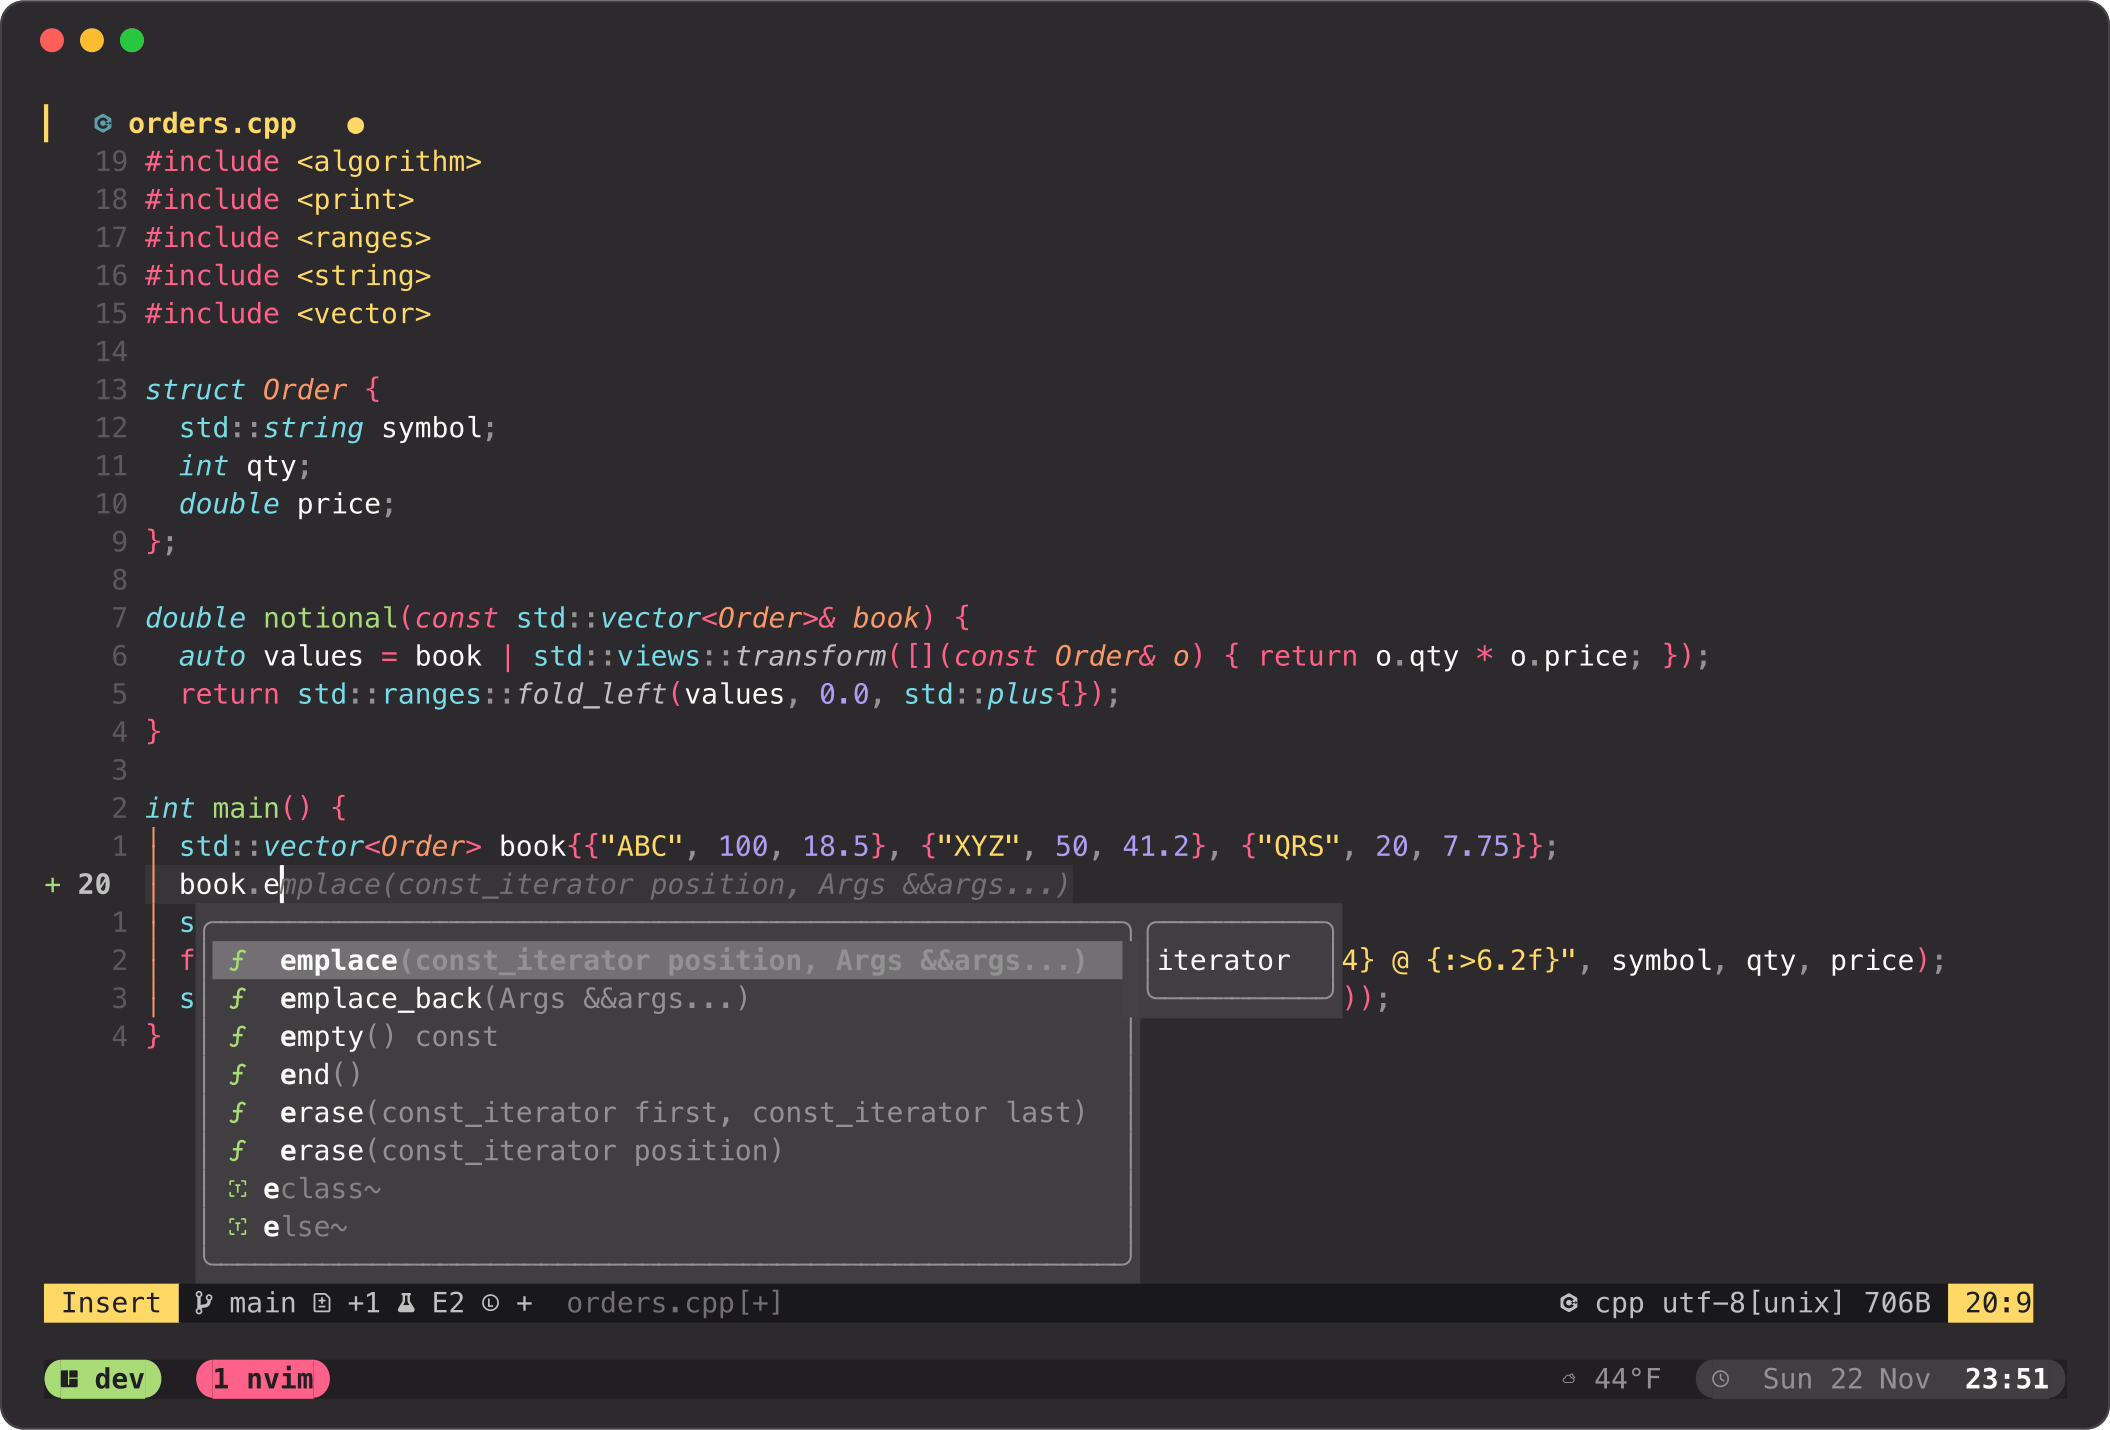 orders.cpp ●
19 #include <algorithm>
18 #include <print>
17 #include <ranges>
16 #include <string>
15 #include <vector>
14
13 struct Order {
12   std::string symbol;
11   int qty;
10   double price;
9 };
8
7 double notional(const std::vector<Order>& book) {
6   auto values = book | std::views::transform([](const Order& o) { return o.qty * o.price; });
5   return std::ranges::fold_left(values, 0.0, std::plus{});
4 }
3
2 int main() {
1   std::vector<Order> book{{"ABC", 100, 18.5}, {"XYZ", 50, 41.2}, {"QRS", 20, 7.75}};
+ 20   book.emplace(const_iterator position, Args &&args...)
1   s
2   f ƒ emplace(const_iterator position, Args &&args...) iterator 4} @ {:>6.2f}", symbol, qty, price);
3   s ƒ emplace_back(Args &&args...) ));
4 } ƒ empty() const
ƒ end()
ƒ erase(const_iterator first, const_iterator last)
ƒ erase(const_iterator position)
eclass~
else~
Insert main +1 E2 + orders.cpp[+] cpp utf-8[unix] 706B 20:9
dev 1 nvim 44°F Sun 22 Nov 23:51